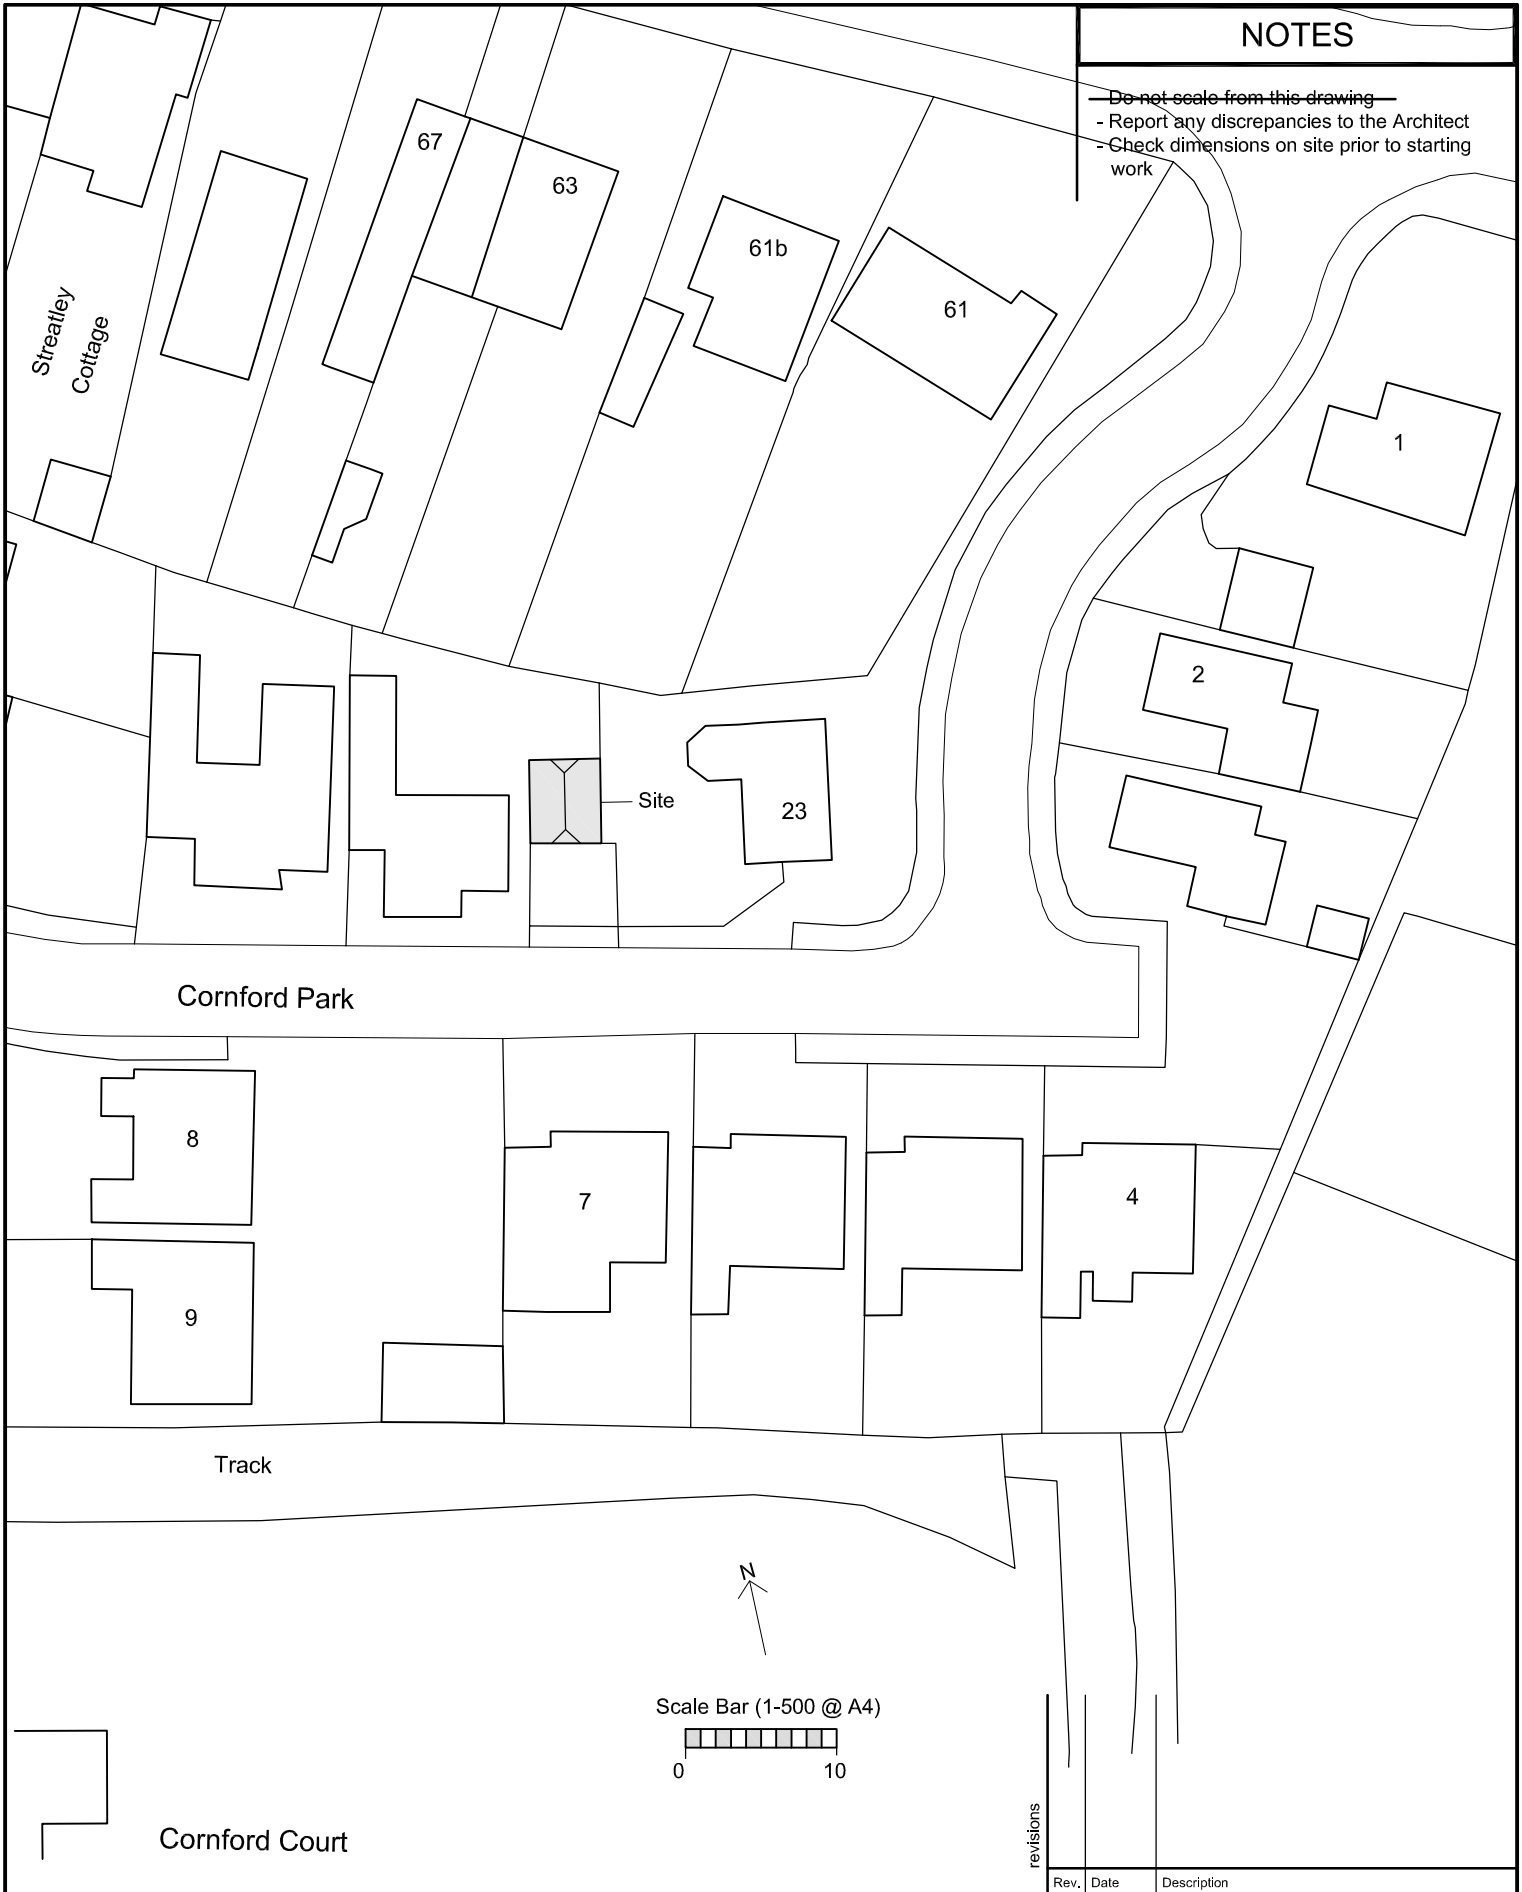 NOTES
- Do not scale from this drawing
- Report any discrepancies to the Architect
- Check dimensions on site prior to starting
work
67
63
61b
61
Streatley
Cottage
1
2
Site
23
Cornford Park
8
7
4
9
Track
N
Scale Bar (1-500 @ A4)
0 10
Cornford Court
revisions
Rev. Date Description